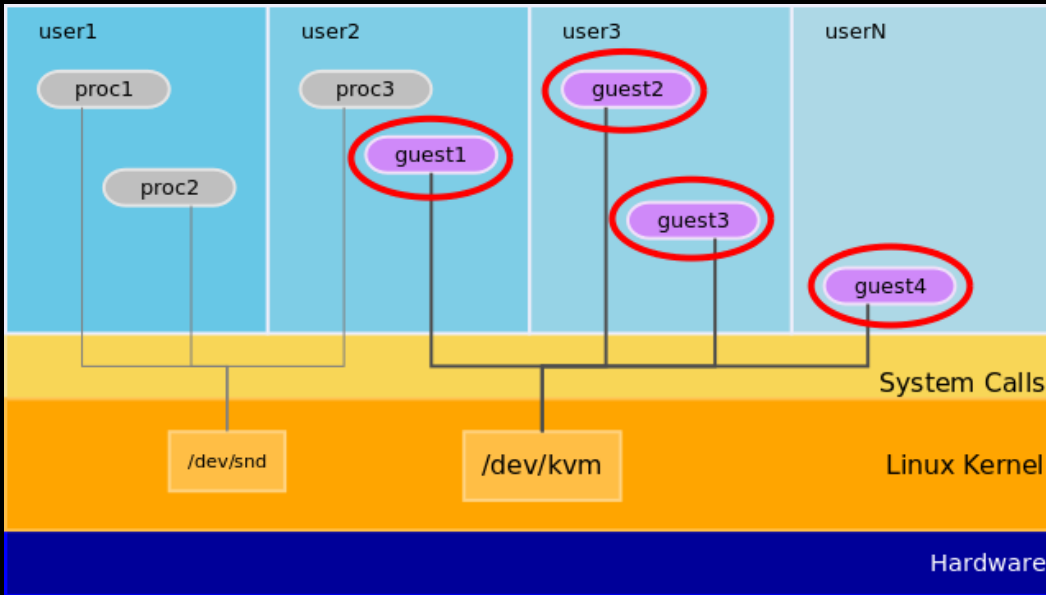 user1
user2
user3
userN
proc1
proc3
guest2
guest1
proc2
guest3
guest4
System Calls
/dev/snd
/dev/kvm
Linux Kernel
Hardware